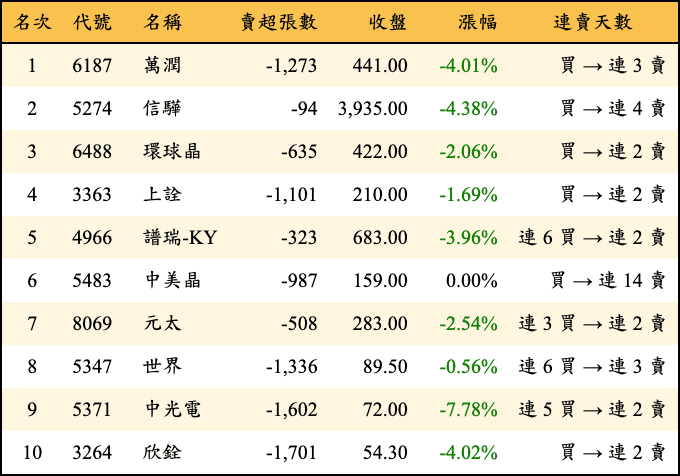 名次 代號 名稱 賣超張數 收盤 漲幅 連賣天數
1 6187 萬潤 -1,273 441.00 -4.01% 買 → 連 3 賣
2 5274 信驊 -94 3,935.00 -4.38% 買 → 連 4 賣
3 6488 環球晶 -635 422.00 -2.06% 買 → 連 2 賣
4 3363 上詮 -1,101 210.00 -1.69% 買 → 連 2 賣
5 4966 譜瑞-KY -323 683.00 -3.96% 連 6 買 → 連 2 賣
6 5483 中美晶 -987 159.00 0.00% 買 → 連 14 賣
7 8069 元太 -508 283.00 -2.54% 連 3 買 → 連 2 賣
8 5347 世界 -1,336 89.50 -0.56% 連 6 買 → 連 3 賣
9 5371 中光電 -1,602 72.00 -7.78% 連 5 買 → 連 2 賣
10 3264 欣銓 -1,701 54.30 -4.02% 買 → 連 2 賣